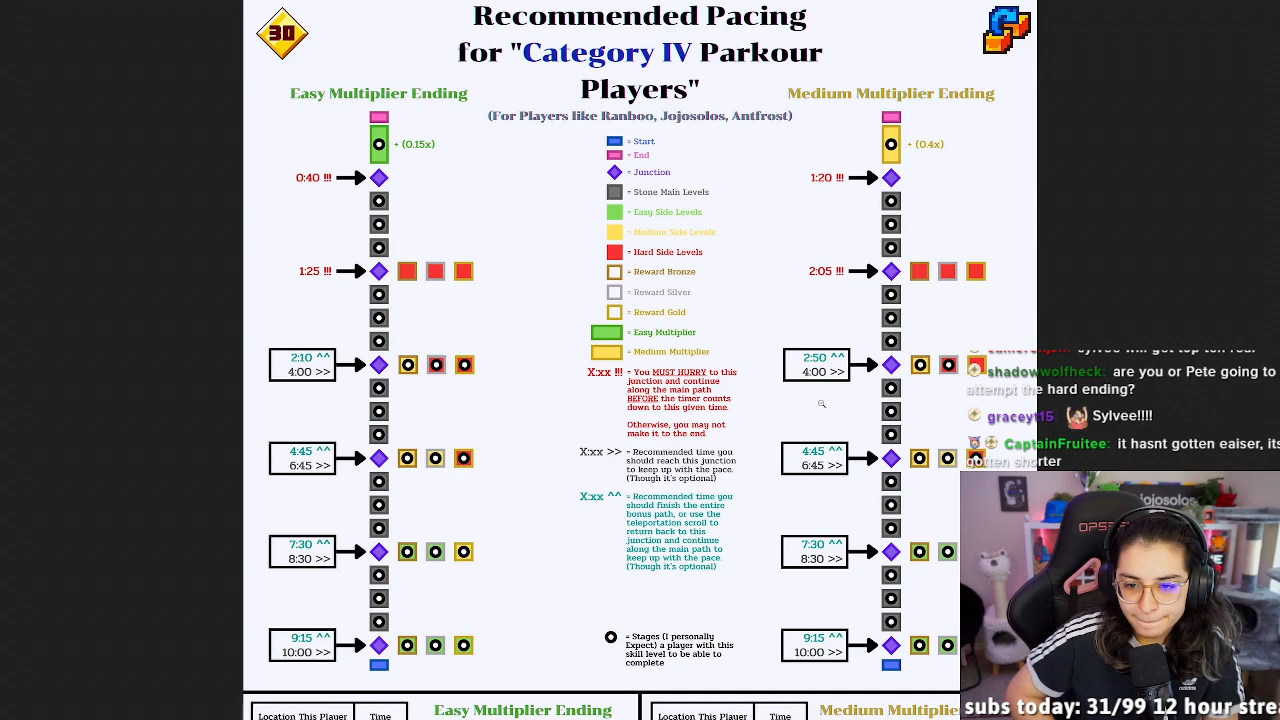 30
Recommended Pacing
for "Category IV Parkour
Players"
(For Players like Ranboo, Jojosolos, Antfrost)
Easy Multiplier Ending
+ (0.15x)
0:40 !!!
1:25 !!!
2:10 ^^
4:00 >>
4:45 ^^
6:45 >>
7:30 ^^
8:30 >>
9:15 ^^
10:00 >>
= Start
= End
= Junction
= Stone Main Levels
= Easy Side Levels
= Medium Side Levels
= Hard Side Levels
= Reward Bronze
= Reward Silver
= Reward Gold
= Easy Multiplier
= Medium Multiplier
X:xx !!! = You MUST HURRY to this
junction and continue
along the main path
BEFORE the timer counts
down to this given time.
Otherwise, you may not
make it to the end.
X:xx >> = Recommended time you
should reach this junction
to keep up with the pace.
(Though it's optional)
X:xx ^^ = Recommended time you
should finish the entire
bonus path, or use the
teleportation scroll to
return back to this
junction and continue
along the main path to
keep up with the pace.
(Though it's optional)
= Stages (I personally
Expect) a player with this
skill level to be able to
complete
Medium Multiplier Ending
+ (0.4x)
1:20 !!!
2:05 !!!
2:50 ^^
4:00 >>
4:45 ^^
6:45 >>
7:30 ^^
8:30 >>
9:15 ^^
10:00 >>
sylvee will get top ten
shadowwolfheck: are you or Pete going to
attempt the hard ending?
graceyt15: Sylvee!!!!
CaptainFruitee: it hasnt gotten eaiser, its
gotten shorter
jojosolos
adidas
subs today: 31/99 12 hour stre
Location This Player
Time
Easy Multiplier Ending
Location This Player
Time
Medium Multiplie